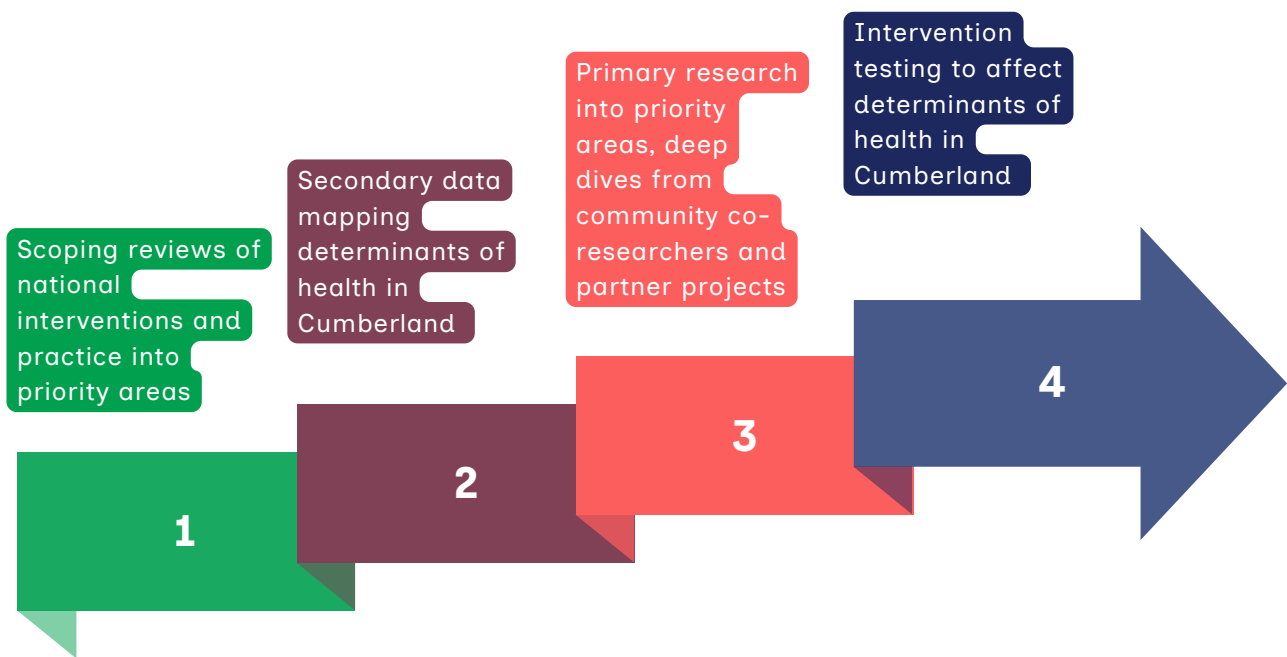 Scoping reviews of
national
interventions and
practice into
priority areas
1
Secondary data
mapping
determinants of
health in
Cumberland
2
Primary research
into priority
areas, deep
dives from
community co-
researchers and
partner projects
3
Intervention
testing to affect
determinants of
health in
Cumberland
4